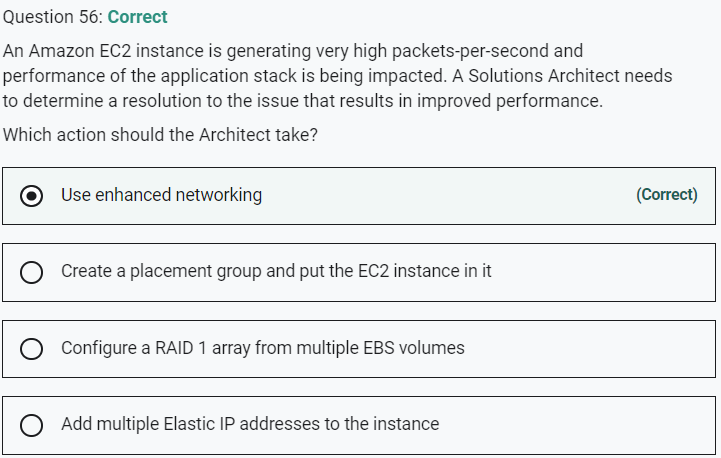 Question 56: Correct
An Amazon EC2 instance is generating very high packets-per-second and
performance of the application stack is being impacted. A Solutions Architect needs
to determine a resolution to the issue that results in improved performance.
Which action should the Architect take?
Use enhanced networking (Correct)
Create a placement group and put the EC2 instance in it
Configure a RAID 1 array from multiple EBS volumes
Add multiple Elastic IP addresses to the instance